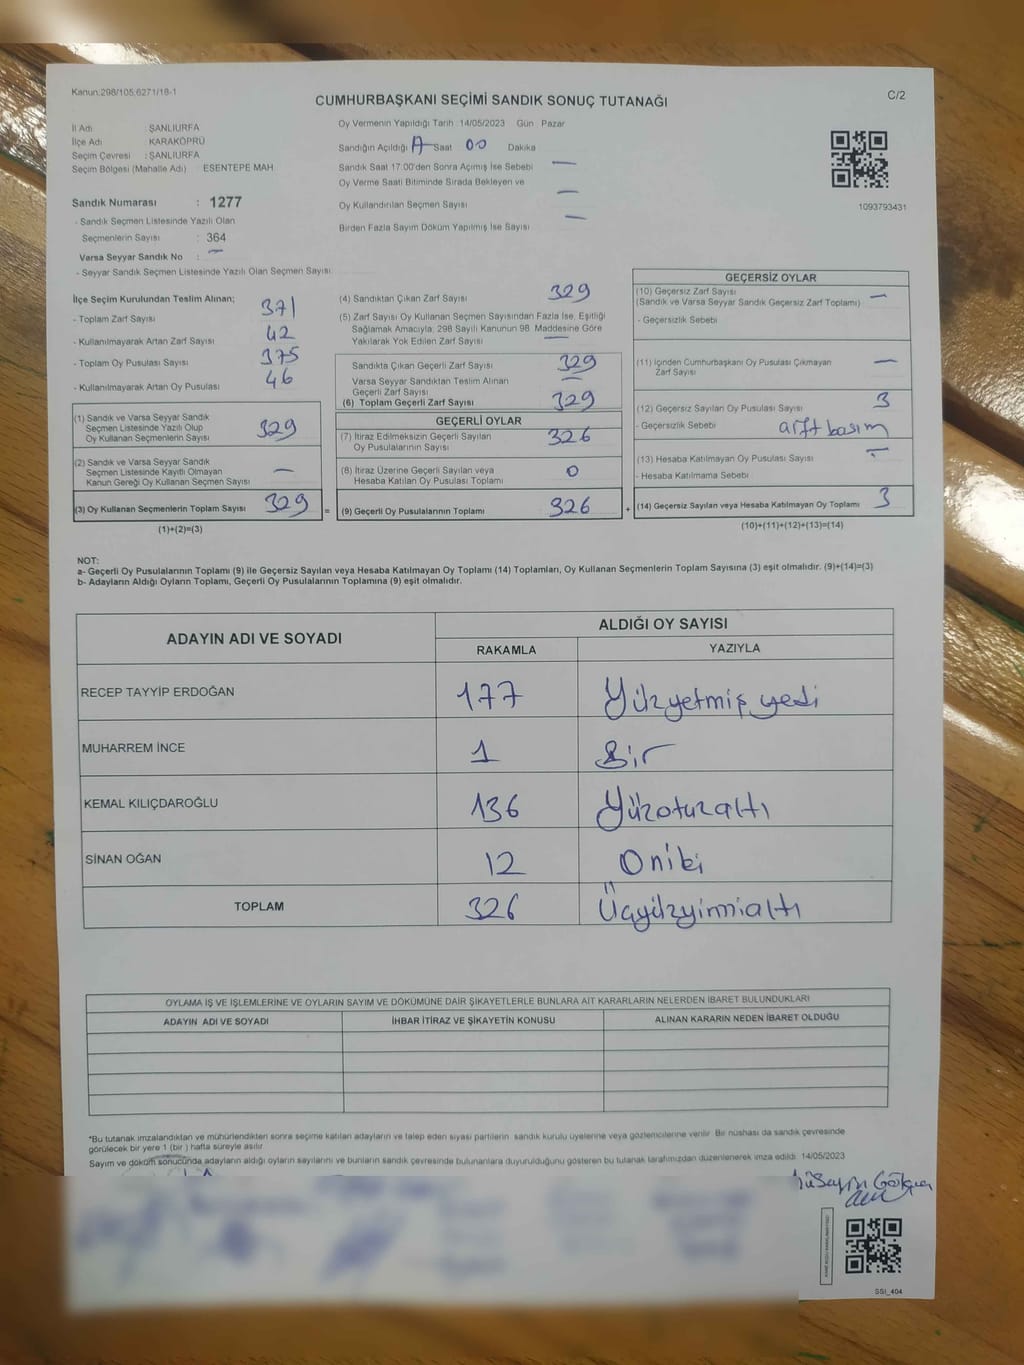 Kanun:298/105;6271/18-1
C/2
CUMHURBAŞKANI SEÇİMİ SANDIK SONUÇ TUTANAĞI
İl Adı : ŞANLIURFA
İlçe Adı : KARAKÖPRÜ
Seçim Çevresi : ŞANLIURFA
Seçim Bölgesi (Mahalle Adı) : ESENTEPE MAH.
Sandık Numarası : 1277
- Sandık Seçmen Listesinde Yazılı Olan
Seçmenlerin Sayısı : 364
Varsa Seyyar Sandık No : —
- Seyyar Sandık Seçmen Listesinde Yazılı Olan Seçmen Sayısı
Oy Vermenin Yapıldığı Tarih :14/05/2023 Gün Pazar
Sandığın Açıldığı Saat 00 Dakika
Sandık Saat 17:00'den Sonra Açımış İse Sebebi —
Oy Verme Saati Bitiminde Sırada Bekleyen ve —
Oy Kullandırılan Seçmen Sayısı
Birden Fazla Sayım Döküm Yapılmış İse Sayısı —
1093793431
İlçe Seçim Kurulundan Teslim Alınan;
- Toplam Zarf Sayısı 371
- Kullanılmayarak Artan Zarf Sayısı 42
- Toplam Oy Pusulası Sayısı 375
- Kullanılmayarak Artan Oy Pusulası 46
(1) Sandık ve Varsa Seyyar Sandık
Seçmen Listesinde Yazılı Olup
Oy Kullanan Seçmenlerin Sayısı 329
(2) Sandık ve Varsa Seyyar Sandık
Seçmen Listesinde Kayıtlı Olmayan
Kanun Gereği Oy Kullanan Seçmen Sayısı —
(3) Oy Kullanan Seçmenlerin Toplam Sayısı 329
(1)+(2)=(3)
=
(4) Sandıktan Çıkan Zarf Sayısı 329
(5) Zarf Sayısı Oy Kullanan Seçmen Sayısından Fazla İse, Eşitliği
Sağlamak Amacıyla, 298 Sayılı Kanunun 98. Maddesine Göre
Yakılarak Yok Edilen Zarf Sayısı —
Sandıkta Çıkan Geçerli Zarf Sayısı 329
Varsa Seyyar Sandıktan Teslim Alınan
Geçerli Zarf Sayısı —
(6) Toplam Geçerli Zarf Sayısı 329
GEÇERLİ OYLAR
(7) İtiraz Edilmeksizin Geçerli Sayılan
Oy Pusulalarının Sayısı 326
(8) İtiraz Üzerine Geçerli Sayılan veya
Hesaba Katılan Oy Pusulası Toplamı 0
(9) Geçerli Oy Pusulalarının Toplamı 326
+
GEÇERSİZ OYLAR
(10) Geçersiz Zarf Sayısı
(Sandık ve Varsa Seyyar Sandık Geçersiz Zarf Toplamı) —
- Geçersizlik Sebebi
(11) İçinden Cumhurbaşkanı Oy Pusulası Çıkmayan
Zarf Sayısı —
(12) Geçersiz Sayılan Oy Pusulası Sayısı 3
- Geçersizlik Sebebi çift basım
(13) Hesaba Katılmayan Oy Pusulası Sayısı —
- Hesaba Katılmama Sebebi
(14) Geçersiz Sayılan veya Hesaba Katılmayan Oy Toplamı 3
(10)+(11)+(12)+(13)=(14)
NOT:
a- Geçerli Oy Pusulalarının Toplamı (9) ile Geçersiz Sayılan veya Hesaba Katılmayan Oy Toplamı (14) Toplamları, Oy Kullanan Seçmenlerin Toplam Sayısına (3) eşit olmalıdır. (9)+(14)=(3)
b- Adayların Aldığı Oyların Toplamı, Geçerli Oy Pusulalarının Toplamına (9) eşit olmalıdır.
ADAYIN ADI VE SOYADI
ALDIĞI OY SAYISI
RAKAMLA YAZIYLA
RECEP TAYYİP ERDOĞAN 177 Yüzyetmiş yedi
MUHARREM İNCE 1 Bir
KEMAL KILIÇDAROĞLU 136 Yüzotuzaltı
SİNAN OĞAN 12 Oniki
TOPLAM 326 Üçyüzyirmialtı
OYLAMA İŞ VE İŞLEMLERİNE VE OYLARIN SAYIM VE DÖKÜMÜNE DAİR ŞİKAYETLERLE BUNLARA AİT KARARLARIN NELERDEN İBARET BULUNDUKLARI
ADAYIN ADI VE SOYADI İHBAR İTİRAZ VE ŞİKAYETİN KONUSU ALINAN KARARIN NEDEN İBARET OLDUĞU
*Bu tutanak imzalandıktan ve mühürlendikten sonra seçime katılan adayların ve talep eden siyasi partilerin sandık kurulu üyelerine veya gözlemcilerine verilir. Bir nüshası da sandık çevresinde
görülecek bir yere 1 (bir) hafta süreyle asılır.
Sayım ve döküm sonucunda adayların aldığı oyların sayılarını ve bunların sandık çevresinde bulunanlara duyurulduğunu gösteren bu tutanak tarafımızdan düzenlenerek imza edildi. 14/05/2023
SSI_404